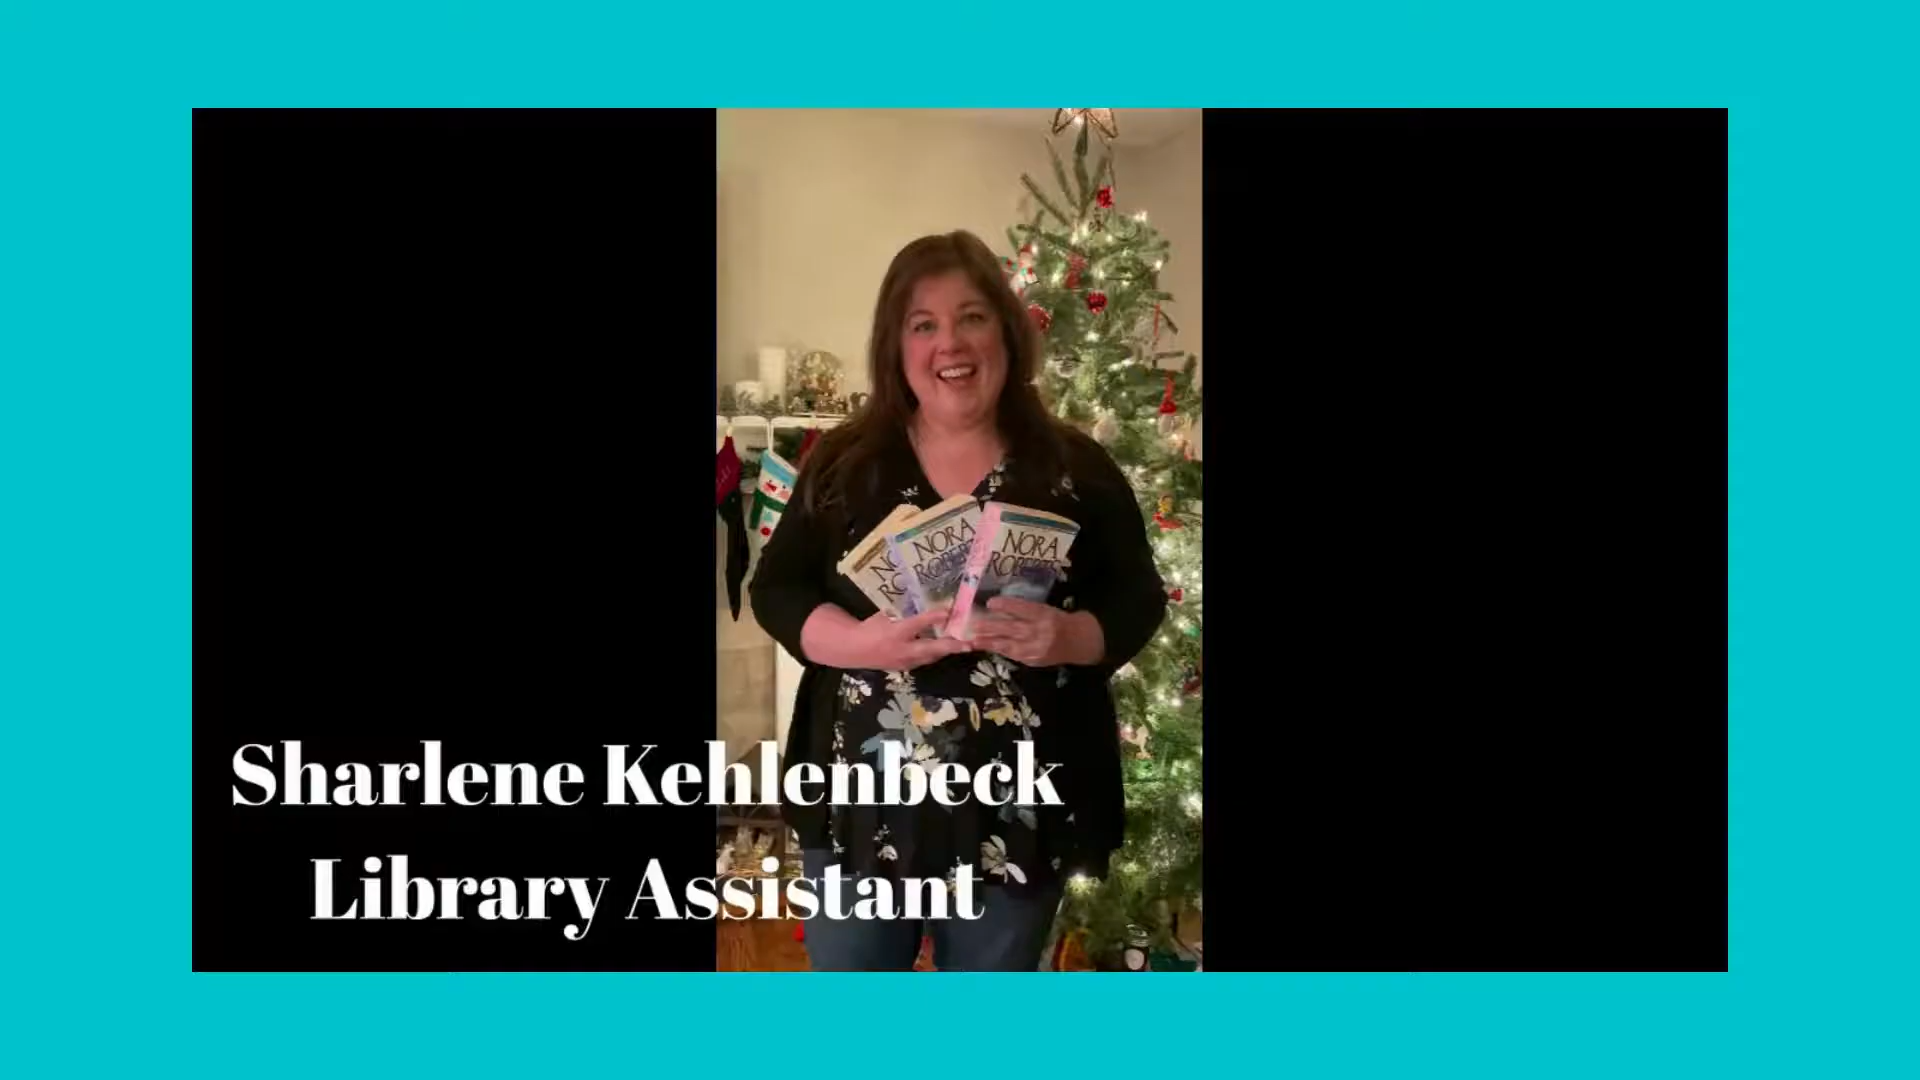 NORA
ROBERTS
NORA
ROBERTS
Sharlene Kehlenbeck
Library Assistant